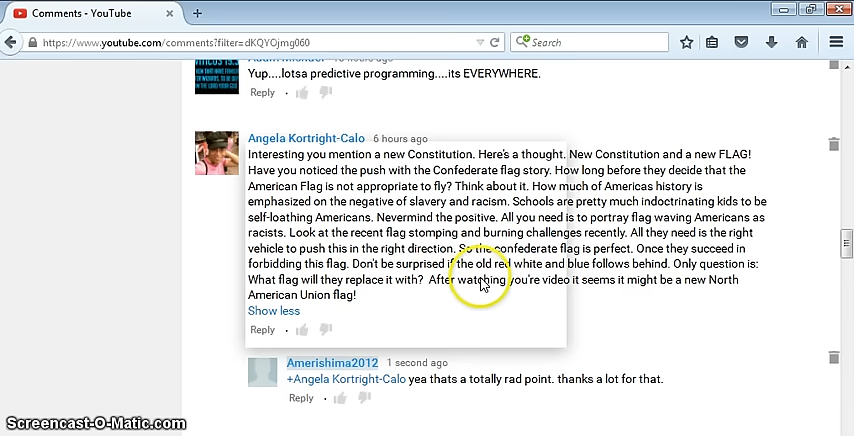 Comments - YouTube
https://www.youtube.com/comments?filter=dKQYOjmg060
Search
Yup....lotsa predictive programming....its EVERYWHERE.
Reply
Angela Kortright-Calo 6 hours ago
Interesting you mention a new Constitution. Here's a thought. New Constitution and a new FLAG!
Have you noticed the push with the Confederate flag story. How long before they decide that the
American Flag is not appropriate to fly? Think about it. How much of Americas history is
emphasized on the negative of slavery and racism. Schools are pretty much indoctrinating kids to be
self-loathing Americans. Nevermind the positive. All you need is to portray flag waving Americans as
racists. Look at the recent flag stomping and burning challenges recently. All they need is the right
vehicle to push this in the right direction. So the confederate flag is perfect. Once they succeed in
forbidding this flag. Don't be surprised if the old red white and blue follows behind. Only question is:
What flag will they replace it with? After watching you're video it seems it might be a new North
American Union flag!
Show less
Reply
Amerishima2012 1 second ago
+Angela Kortright-Calo yea thats a totally rad point. thanks a lot for that.
Reply
Screencast-O-Matic.com